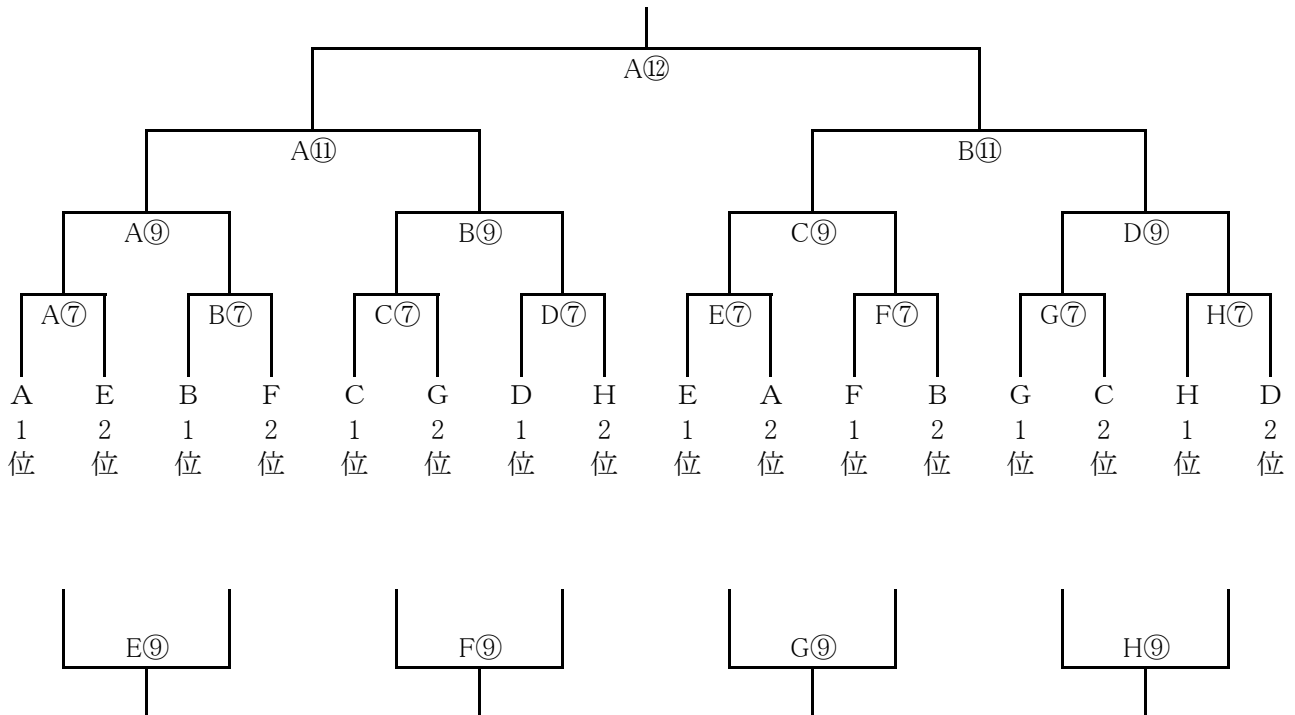 A⑫
A⑪ B⑪
A⑨ B⑨ C⑨ D⑨
A⑦ B⑦ C⑦ D⑦ E⑦ F⑦ G⑦ H⑦
A E B F C G D H E A F B G C H D
1 2 1 2 1 2 1 2 1 2 1 2 1 2 1 2
位 位 位 位 位 位 位 位 位 位 位 位 位 位 位 位
E⑨ F⑨ G⑨ H⑨